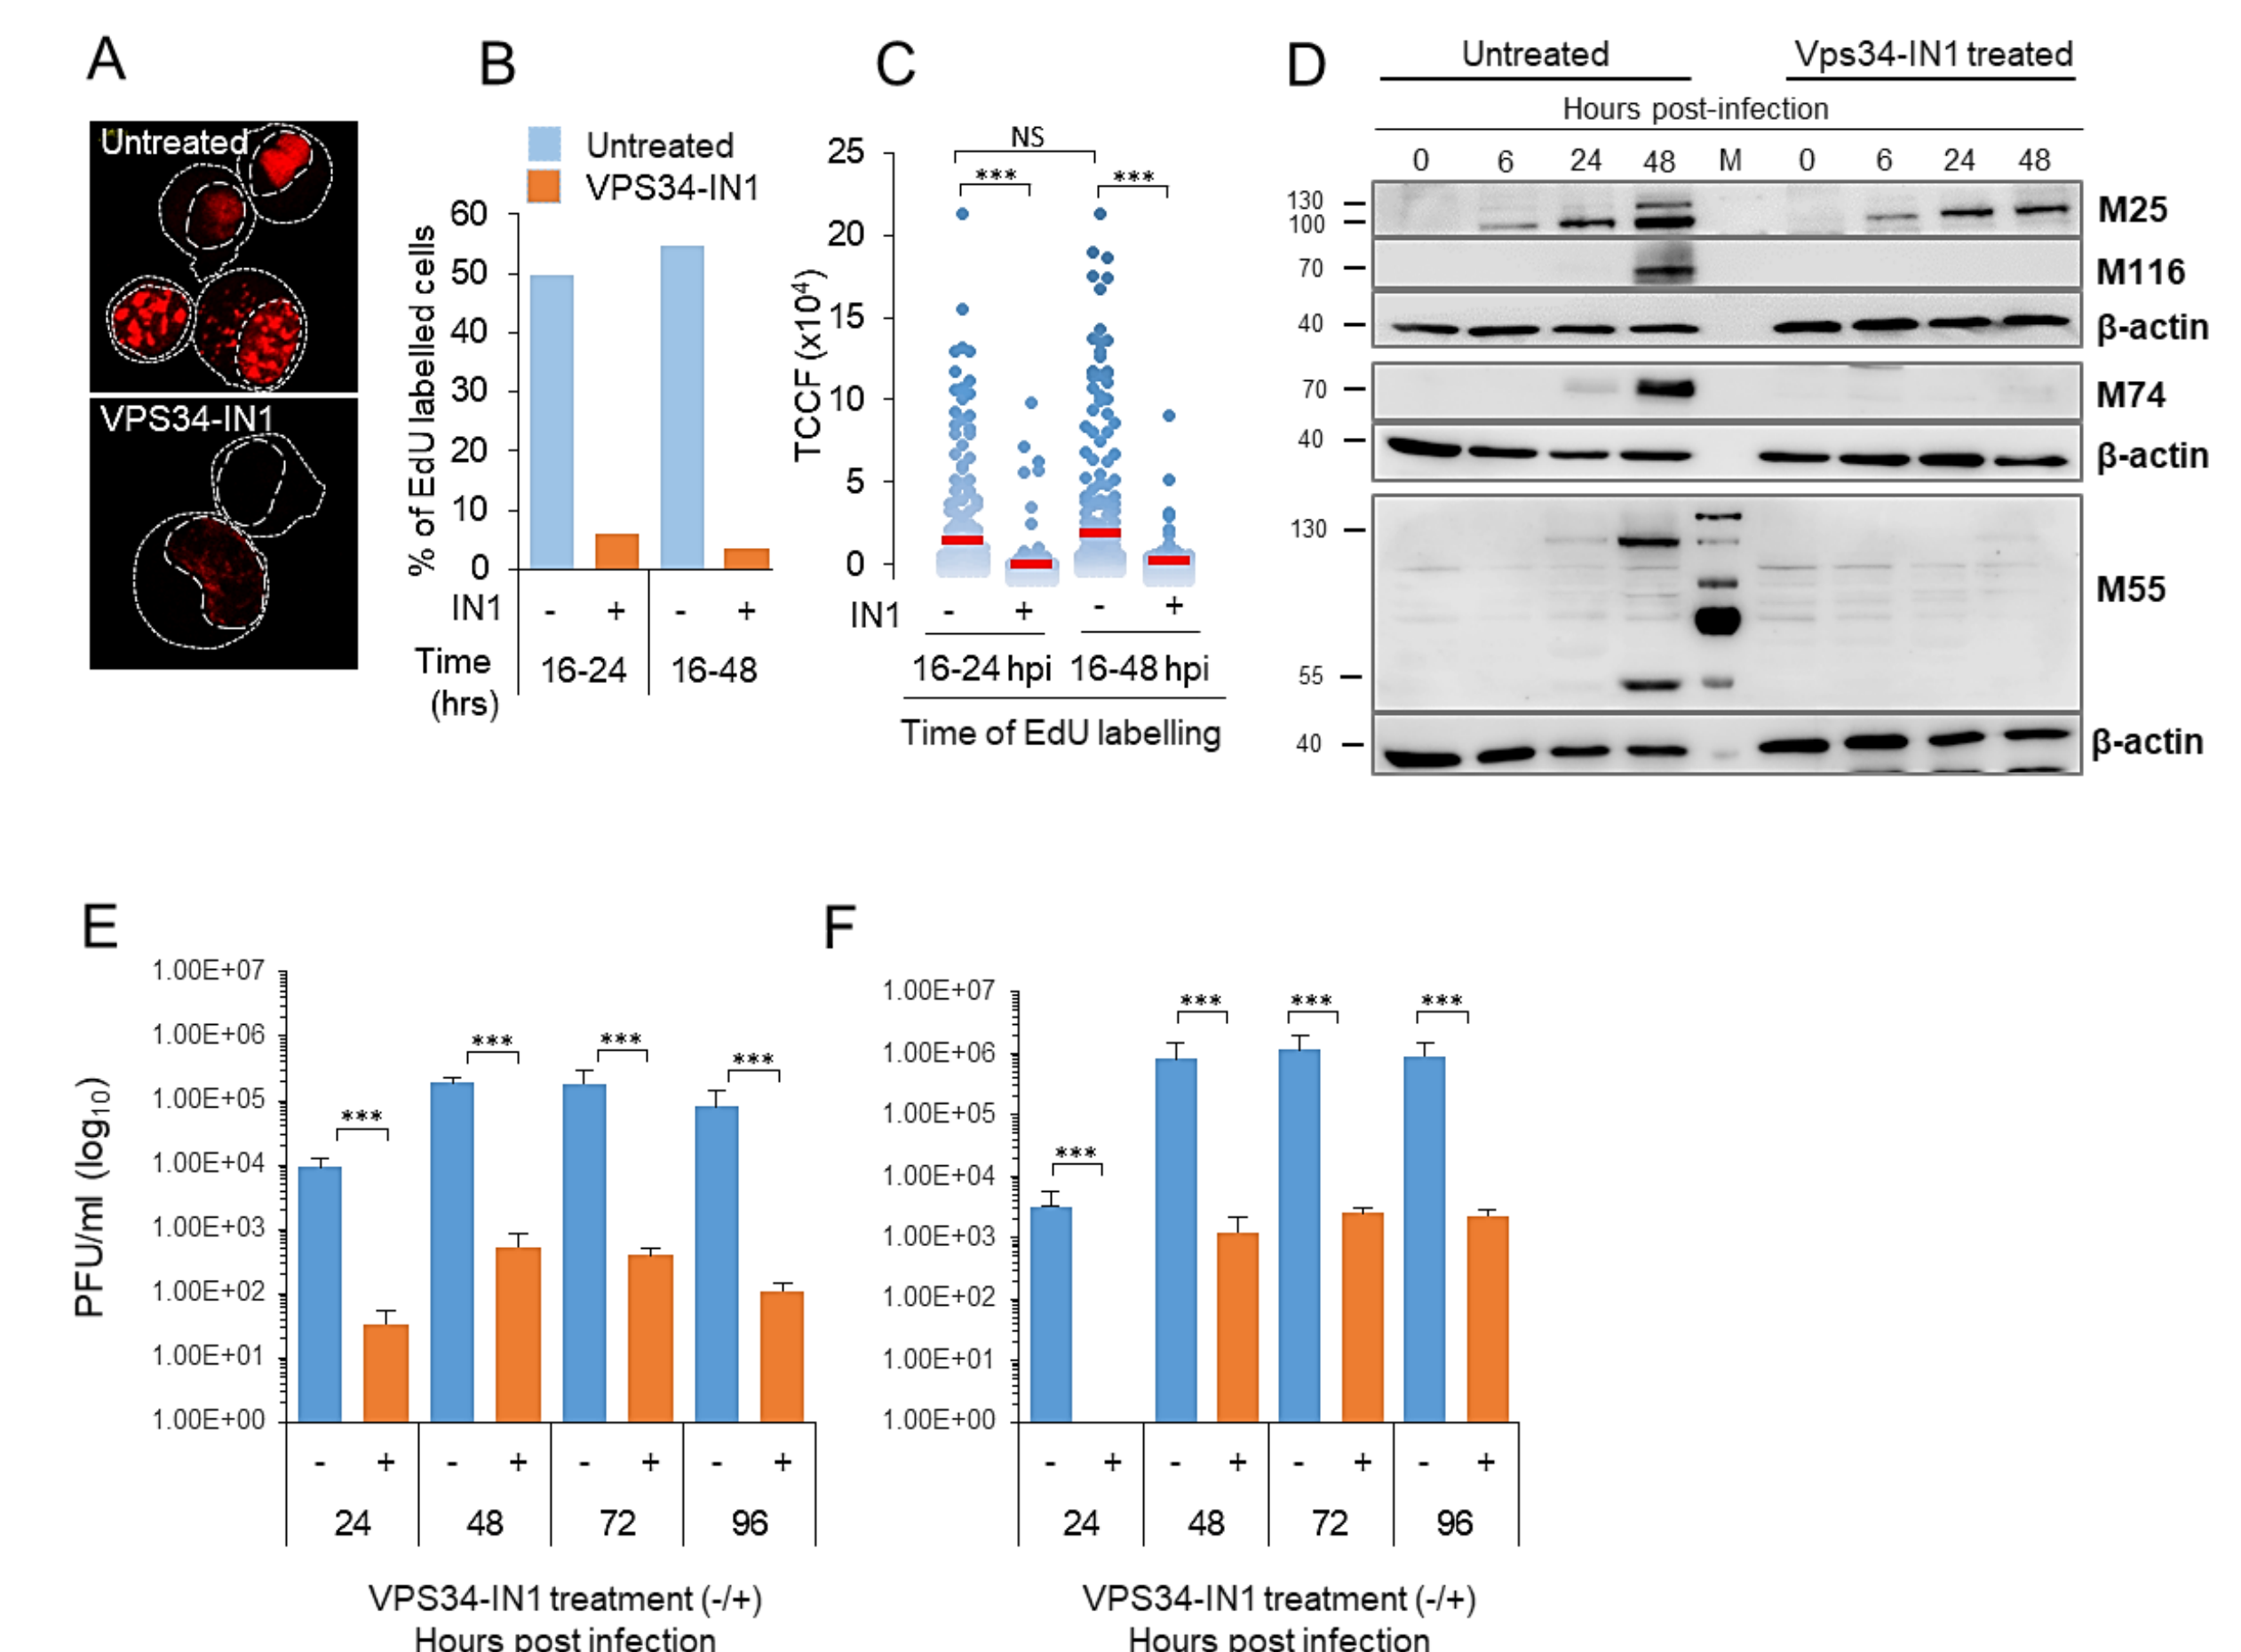 A
Untreated
VPS34-IN1
B
Untreated
VPS34-IN1
% of EdU labelled cells
60
50
40
30
20
10
0
IN1 - + - +
Time (hrs) 16-24 16-48
C
TCCF (x10⁴)
25
20
15
10
5
0
NS
*** ***
IN1 - + - +
16-24 hpi 16-48 hpi
Time of EdU labelling
D
Untreated Vps34-IN1 treated
Hours post-infection
0 6 24 48 M 0 6 24 48
130
100
M25
70
M116
40
β-actin
70
M74
40
β-actin
130
M55
55
40
β-actin
E
PFU/ml (log₁₀)
1.00E+07
1.00E+06
1.00E+05
1.00E+04
1.00E+03
1.00E+02
1.00E+01
1.00E+00
*** *** *** ***
- + - + - + - +
24 48 72 96
VPS34-IN1 treatment (-/+)
Hours post infection
F
1.00E+07
1.00E+06
1.00E+05
1.00E+04
1.00E+03
1.00E+02
1.00E+01
1.00E+00
*** *** *** ***
- + - + - + - +
24 48 72 96
VPS34-IN1 treatment (-/+)
Hours post infection